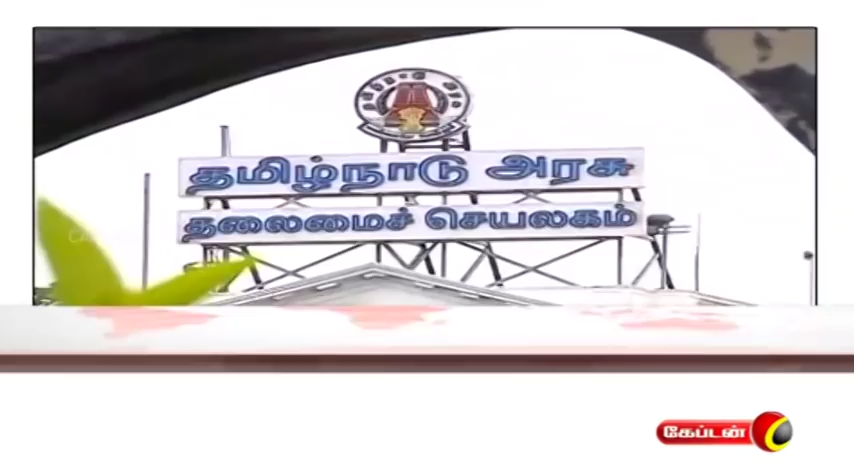 தமிழ்நாடு அரசு
தலைமைச் செயலகம்
கேப்டன்